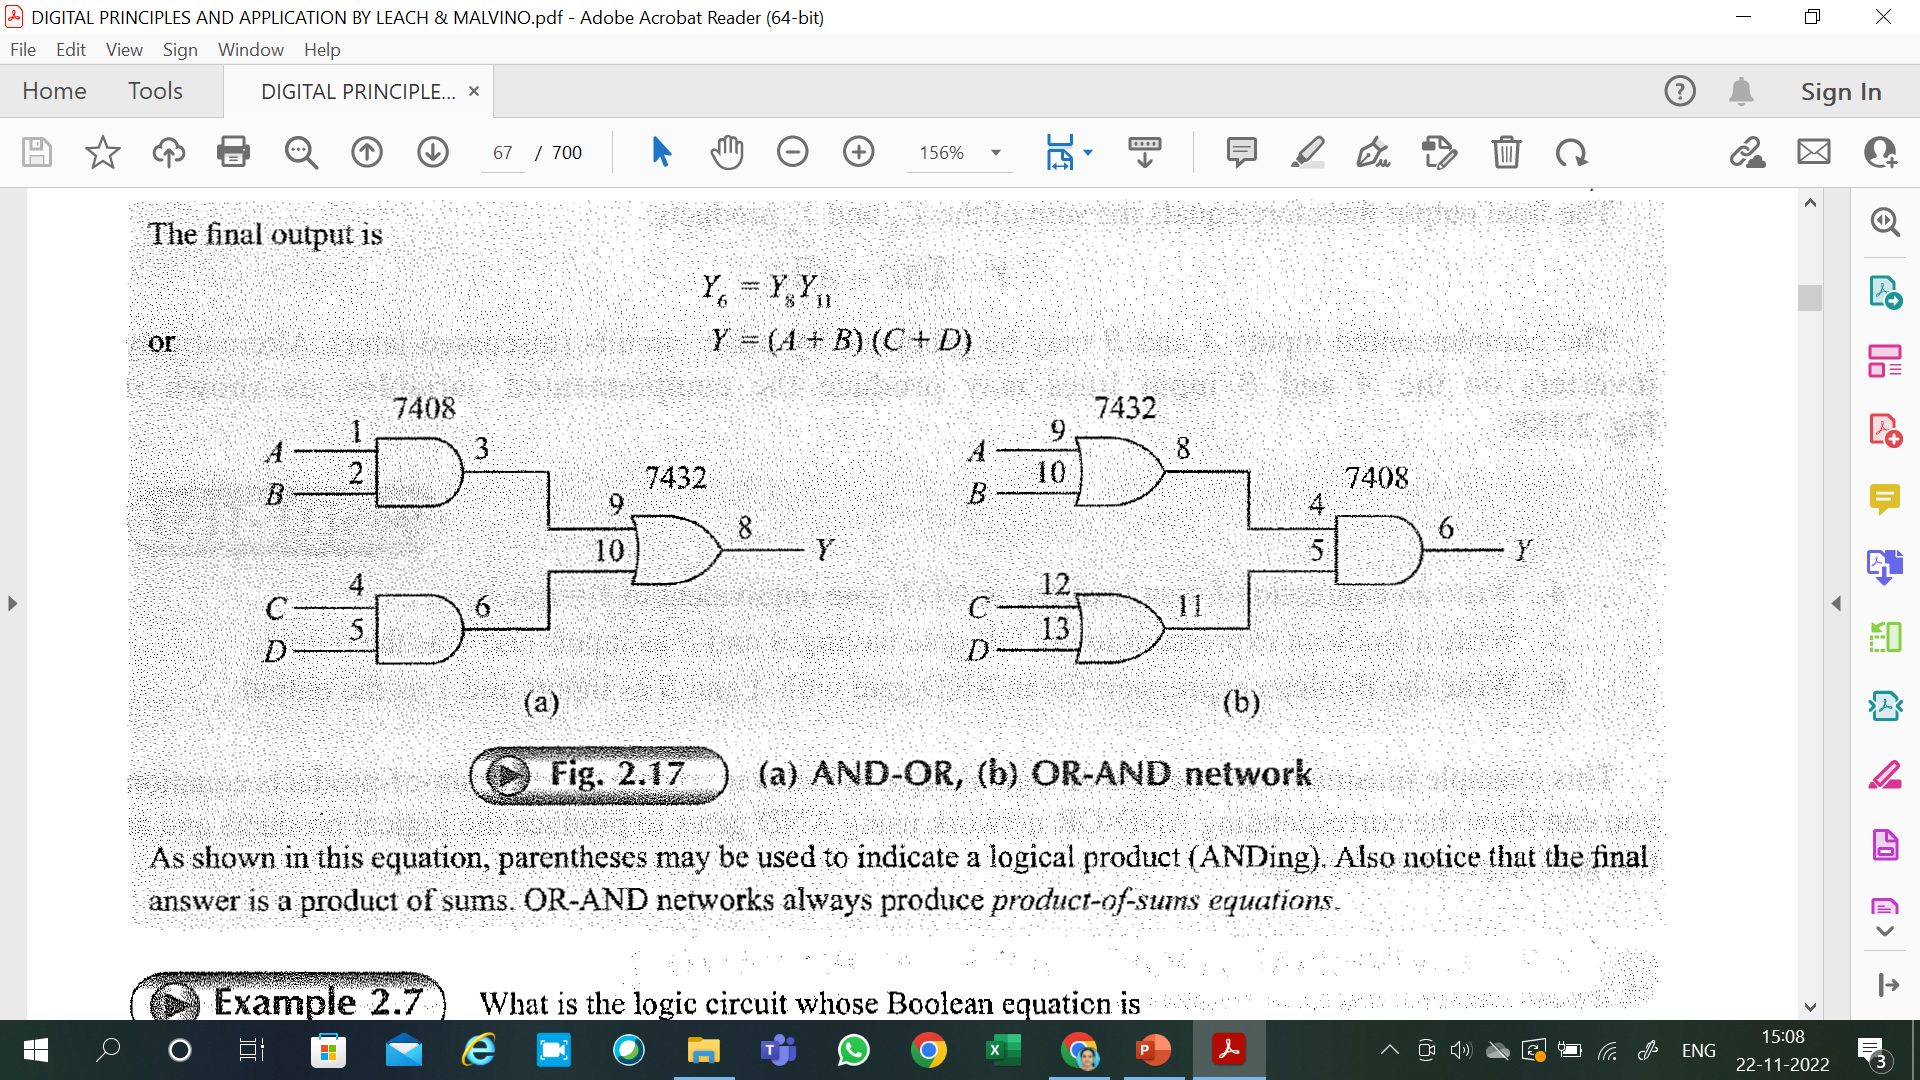 DIGITAL PRINCIPLES AND APPLICATION BY LEACH & MALVINO.pdf - Adobe Acrobat Reader (64-bit)
File Edit View Sign Window Help
Home Tools DIGITAL PRINCIPLE... × Sign In
67 / 700 156%
The final output is
Y6 = Y8Y11
or Y = (A + B) (C + D)
7408 7432
A 1 3 A 9 8
B 2 B 10
7432 7408
9 8 Y 4 6 Y
10 5
C 4 6 C 12 11
D 5 D 13
(a) (b)
Fig. 2.17 (a) AND-OR, (b) OR-AND network
As shown in this equation, parentheses may be used to indicate a logical product (ANDing). Also notice that the final
answer is a product of sums. OR-AND networks always produce product-of-sums equations.
Example 2.7 What is the logic circuit whose Boolean equation is
ENG 15:08
22-11-2022 3